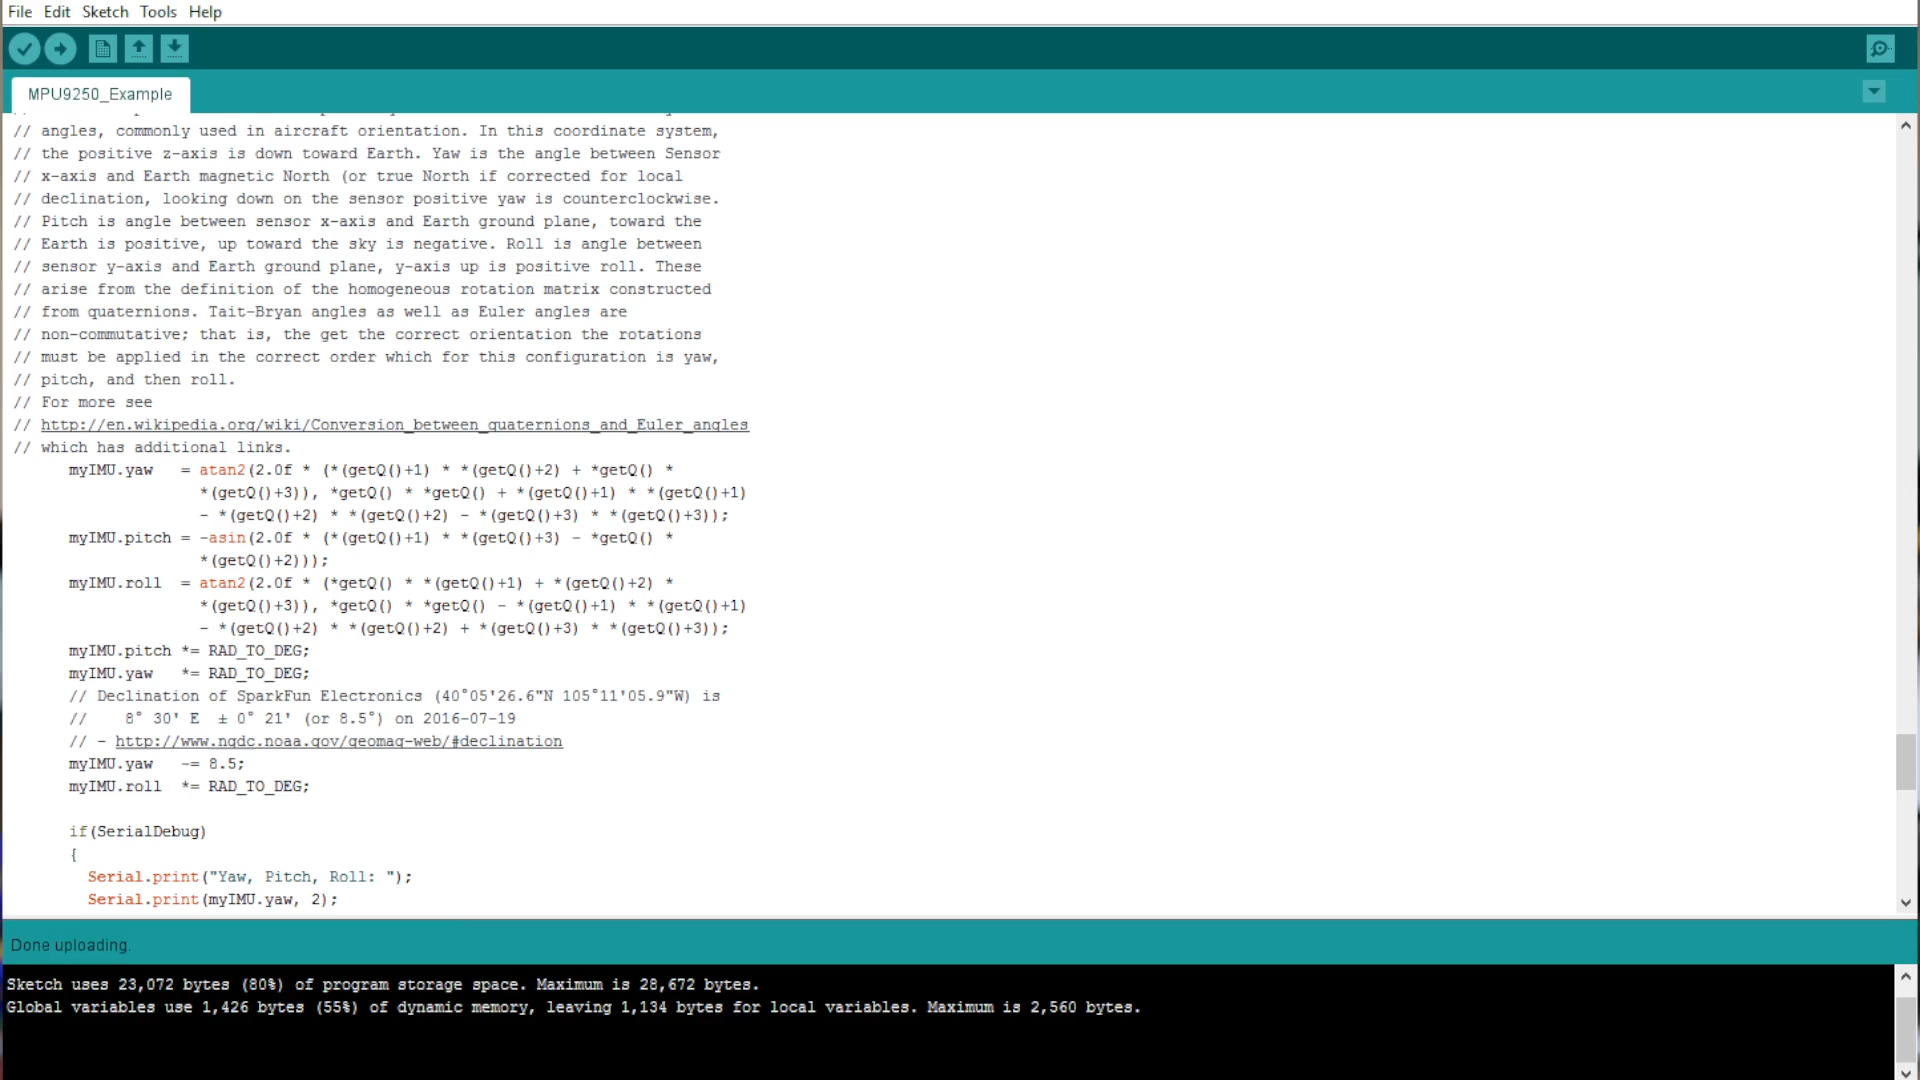 File Edit Sketch Tools Help
MPU9250_Example
// angles, commonly used in aircraft orientation. In this coordinate system,
// the positive z-axis is down toward Earth. Yaw is the angle between Sensor
// x-axis and Earth magnetic North (or true North if corrected for local
// declination, looking down on the sensor positive yaw is counterclockwise.
// Pitch is angle between sensor x-axis and Earth ground plane, toward the
// Earth is positive, up toward the sky is negative. Roll is angle between
// sensor y-axis and Earth ground plane, y-axis up is positive roll. These
// arise from the definition of the homogeneous rotation matrix constructed
// from quaternions. Tait-Bryan angles as well as Euler angles are
// non-commutative; that is, the get the correct orientation the rotations
// must be applied in the correct order which for this configuration is yaw,
// pitch, and then roll.
// For more see
// http://en.wikipedia.org/wiki/Conversion_between_quaternions_and_Euler_angles
// which has additional links.
myIMU.yaw = atan2(2.0f * (*(getQ()+1) * *(getQ()+2) + *getQ() *
*(getQ()+3)), *getQ() * *getQ() + *(getQ()+1) * *(getQ()+1)
- *(getQ()+2) * *(getQ()+2) - *(getQ()+3) * *(getQ()+3));
myIMU.pitch = -asin(2.0f * (*(getQ()+1) * *(getQ()+3) - *getQ() *
*(getQ()+2)));
myIMU.roll = atan2(2.0f * (*getQ() * *(getQ()+1) + *(getQ()+2) *
*(getQ()+3)), *getQ() * *getQ() - *(getQ()+1) * *(getQ()+1)
- *(getQ()+2) * *(getQ()+2) + *(getQ()+3) * *(getQ()+3));
myIMU.pitch *= RAD_TO_DEG;
myIMU.yaw *= RAD_TO_DEG;
// Declination of SparkFun Electronics (40°05'26.6"N 105°11'05.9"W) is
// 8° 30' E ± 0° 21' (or 8.5°) on 2016-07-19
// - http://www.ngdc.noaa.gov/geomag-web/#declination
myIMU.yaw -= 8.5;
myIMU.roll *= RAD_TO_DEG;
if(SerialDebug)
{
Serial.print("Yaw, Pitch, Roll: ");
Serial.print(myIMU.yaw, 2);
Done uploading.
Sketch uses 23,072 bytes (80%) of program storage space. Maximum is 28,672 bytes.
Global variables use 1,426 bytes (55%) of dynamic memory, leaving 1,134 bytes for local variables. Maximum is 2,560 bytes.